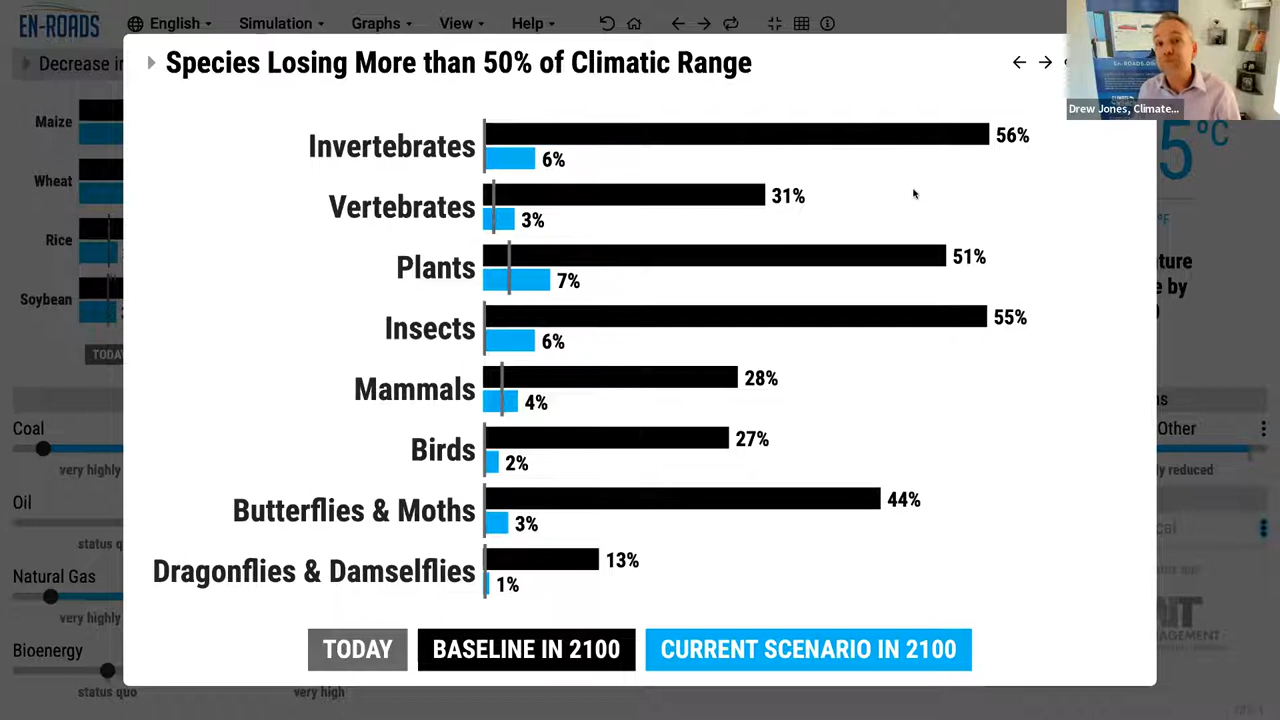 EN-ROADS
English
Simulation
Graphs
View
Help
Species Losing More than 50% of Climatic Range
Drew Jones, Climate...
Decrease in
Maize
Wheat
Rice
Soybean
TODAY
Invertebrates
56%
6%
Vertebrates
31%
3%
Plants
51%
7%
Insects
55%
6%
Mammals
28%
4%
Birds
27%
2%
Butterflies & Moths
44%
3%
Dragonflies & Damselflies
13%
1%
TODAY
BASELINE IN 2100
CURRENT SCENARIO IN 2100
5°C
°F
Coal
very highly
Oil
status q
Natural Gas
very highly
Bioenergy
status quo
very high
Other
reduced